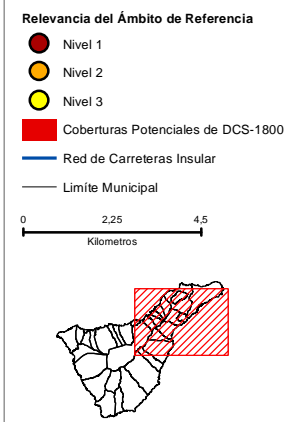 Relevancia del Ámbito de Referencia
Nivel 1
Nivel 2
Nivel 3
Coberturas Potenciales de DCS-1800
Red de Carreteras Insular
Limíte Municipal
0 2,25 4,5
Kilometros